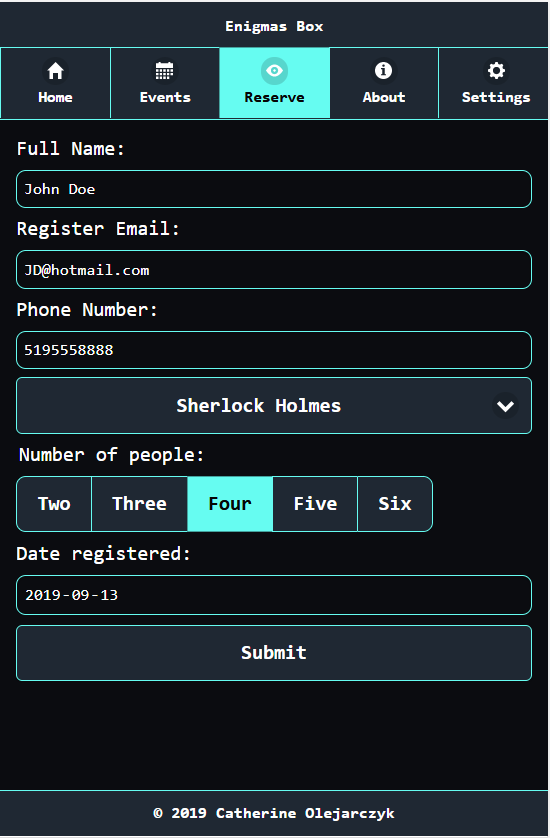 Enigmas Box
Home Events Reserve About Settings
Full Name:
John Doe
Register Email:
JD@hotmail.com
Phone Number:
5195558888
Sherlock Holmes
Number of people:
Two Three Four Five Six
Date registered:
2019-09-13
Submit
© 2019 Catherine Olejarczyk